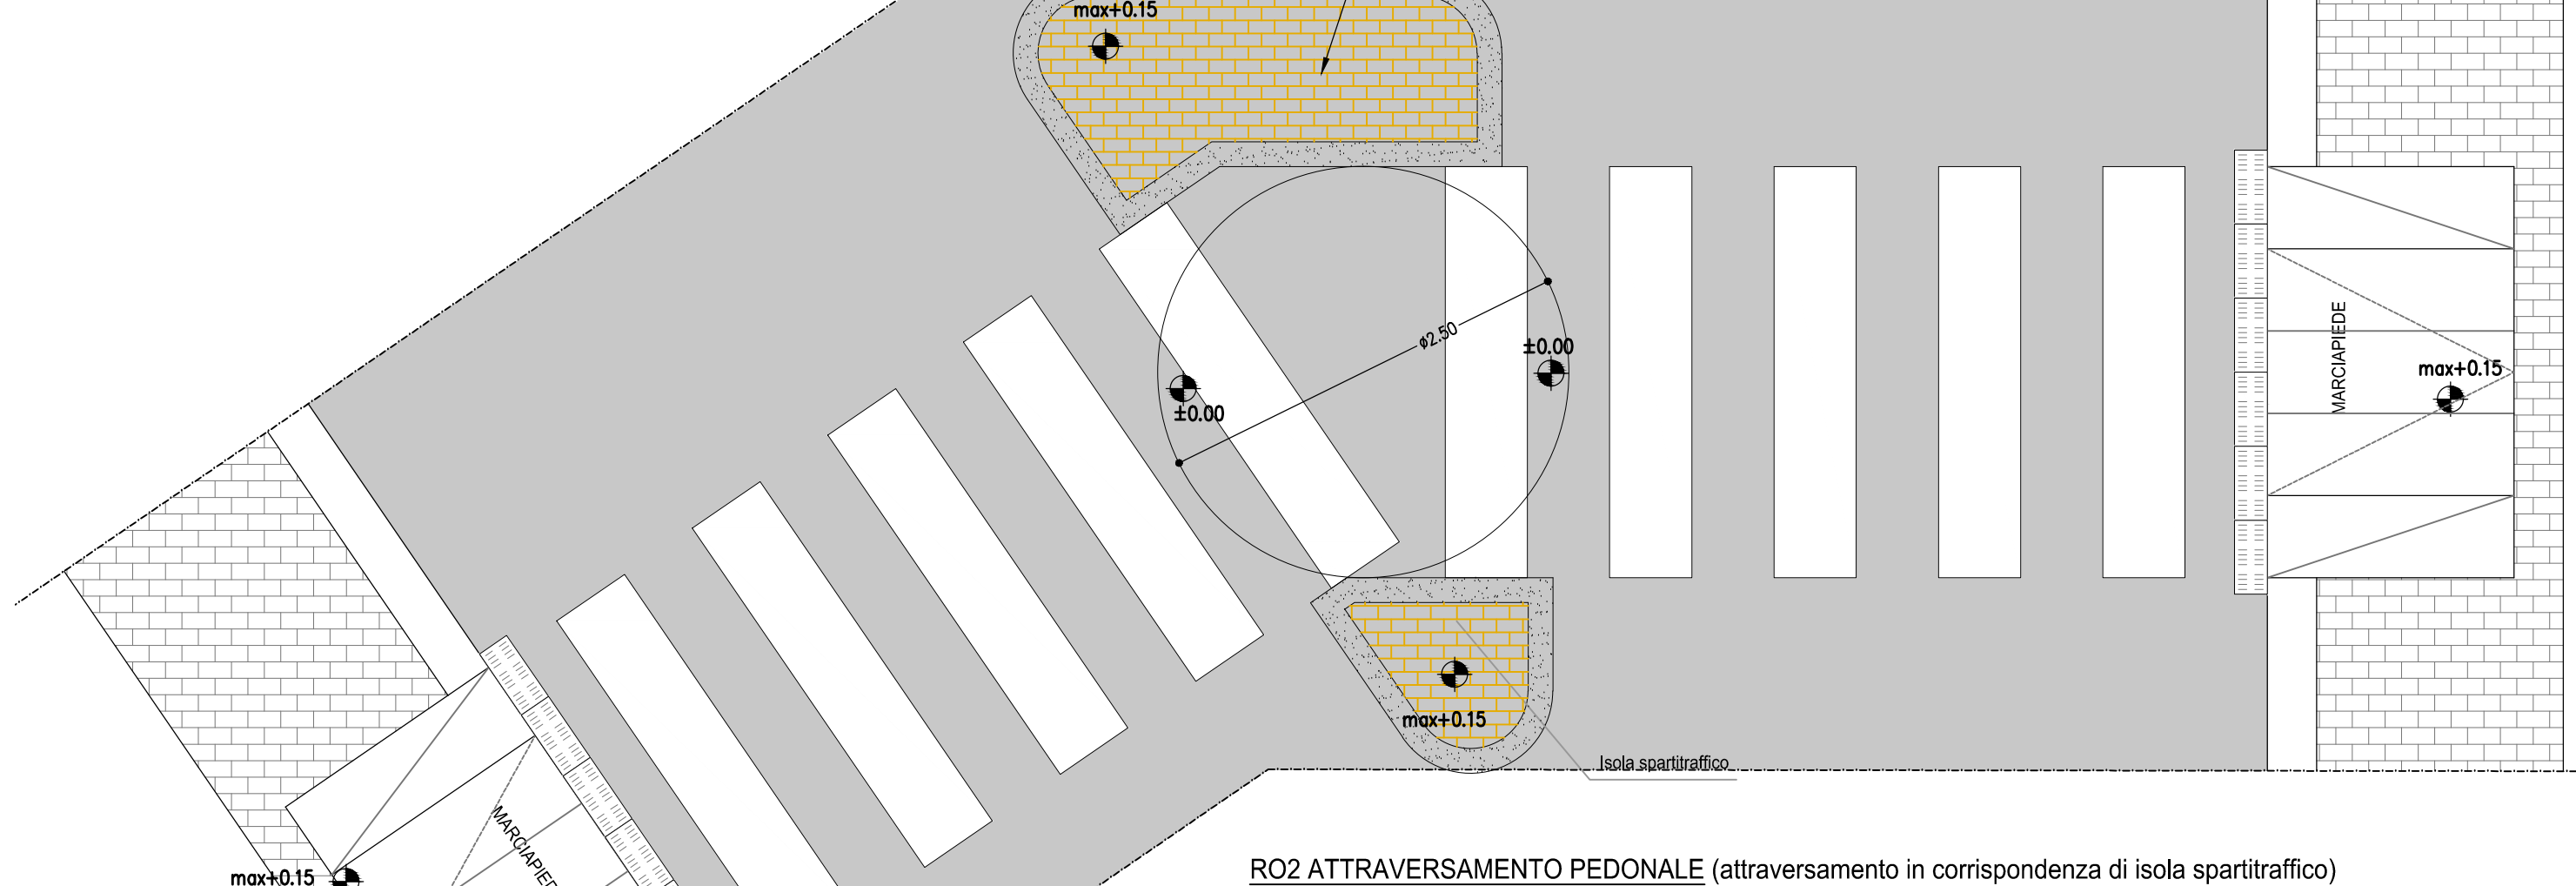 max+0.15
ø2.50
±0.00
±0.00
MARCIAPIEDE
max+0.15
max+0.15
Isola spartitraffico
MARCIAPIED
max+0.15
RO2 ATTRAVERSAMENTO PEDONALE (attraversamento in corrispondenza di isola spartitraffico)